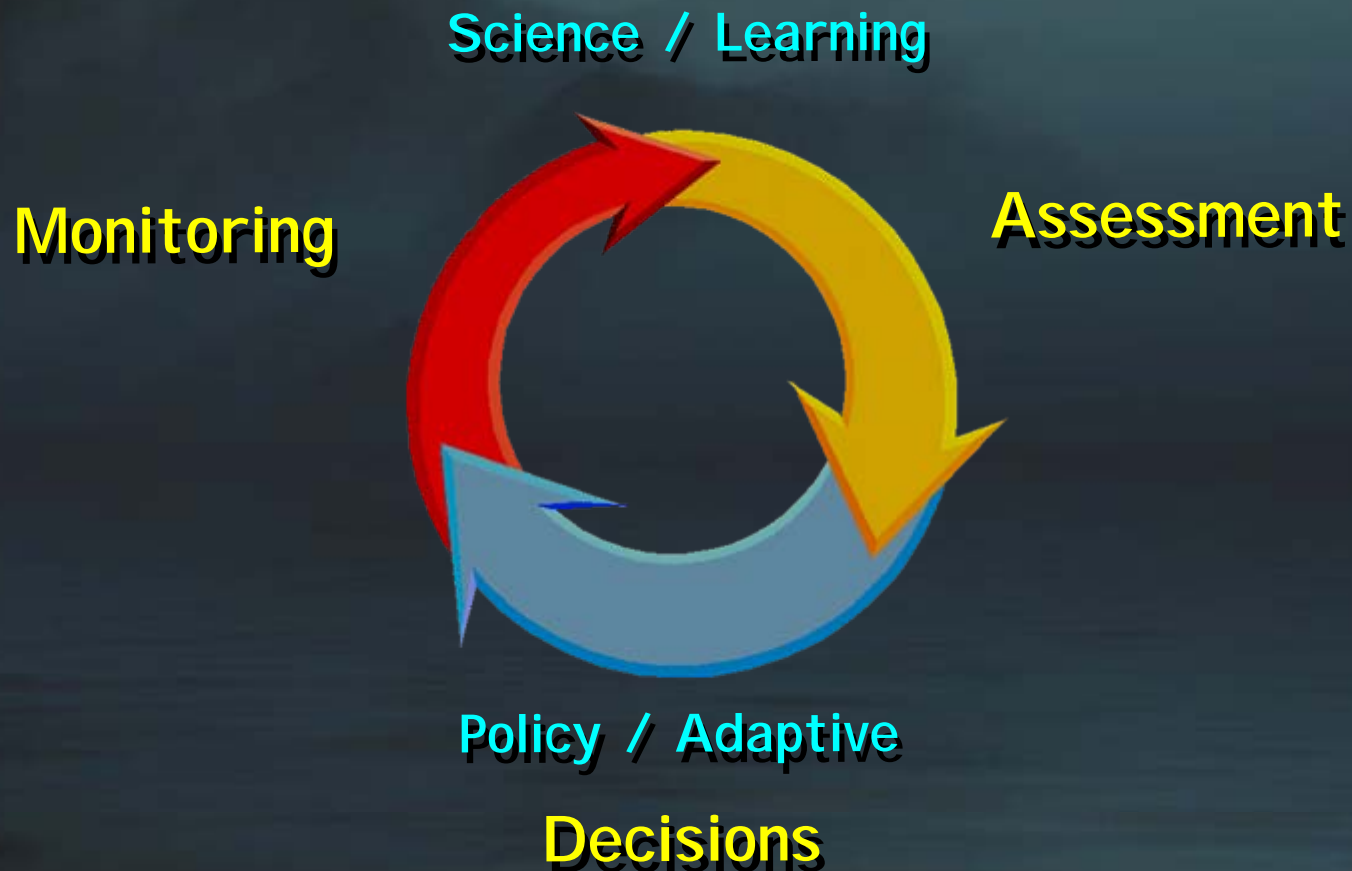 Science / Learning
Monitoring
Assessment
Policy / Adaptive
Decisions